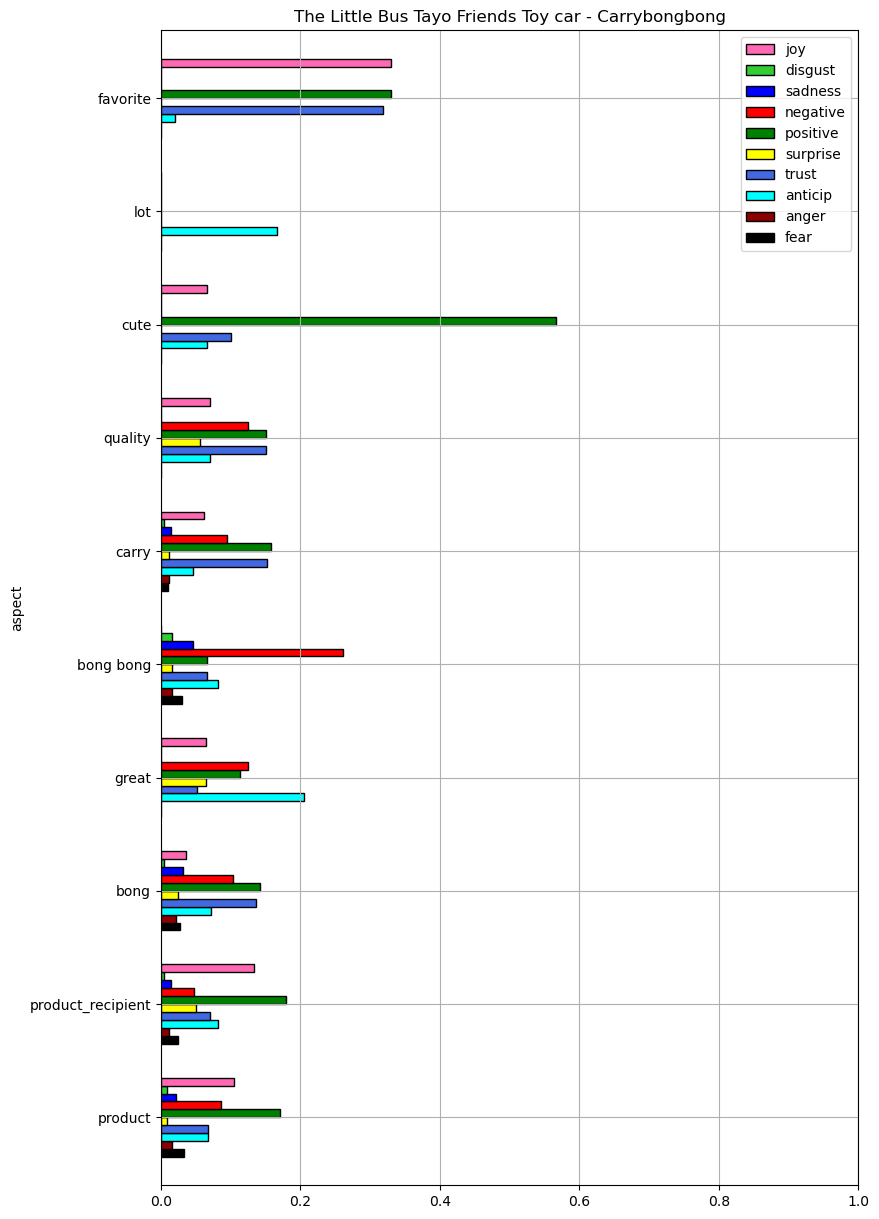 The Little Bus Tayo Friends Toy car - Carrybongbong
joy
disgust
sadness
negative
positive
surprise
trust
anticip
anger
fear
favorite
lot
cute
quality
carry
bong bong
great
bong
product_recipient
product
aspect
0.0 0.2 0.4 0.6 0.8 1.0